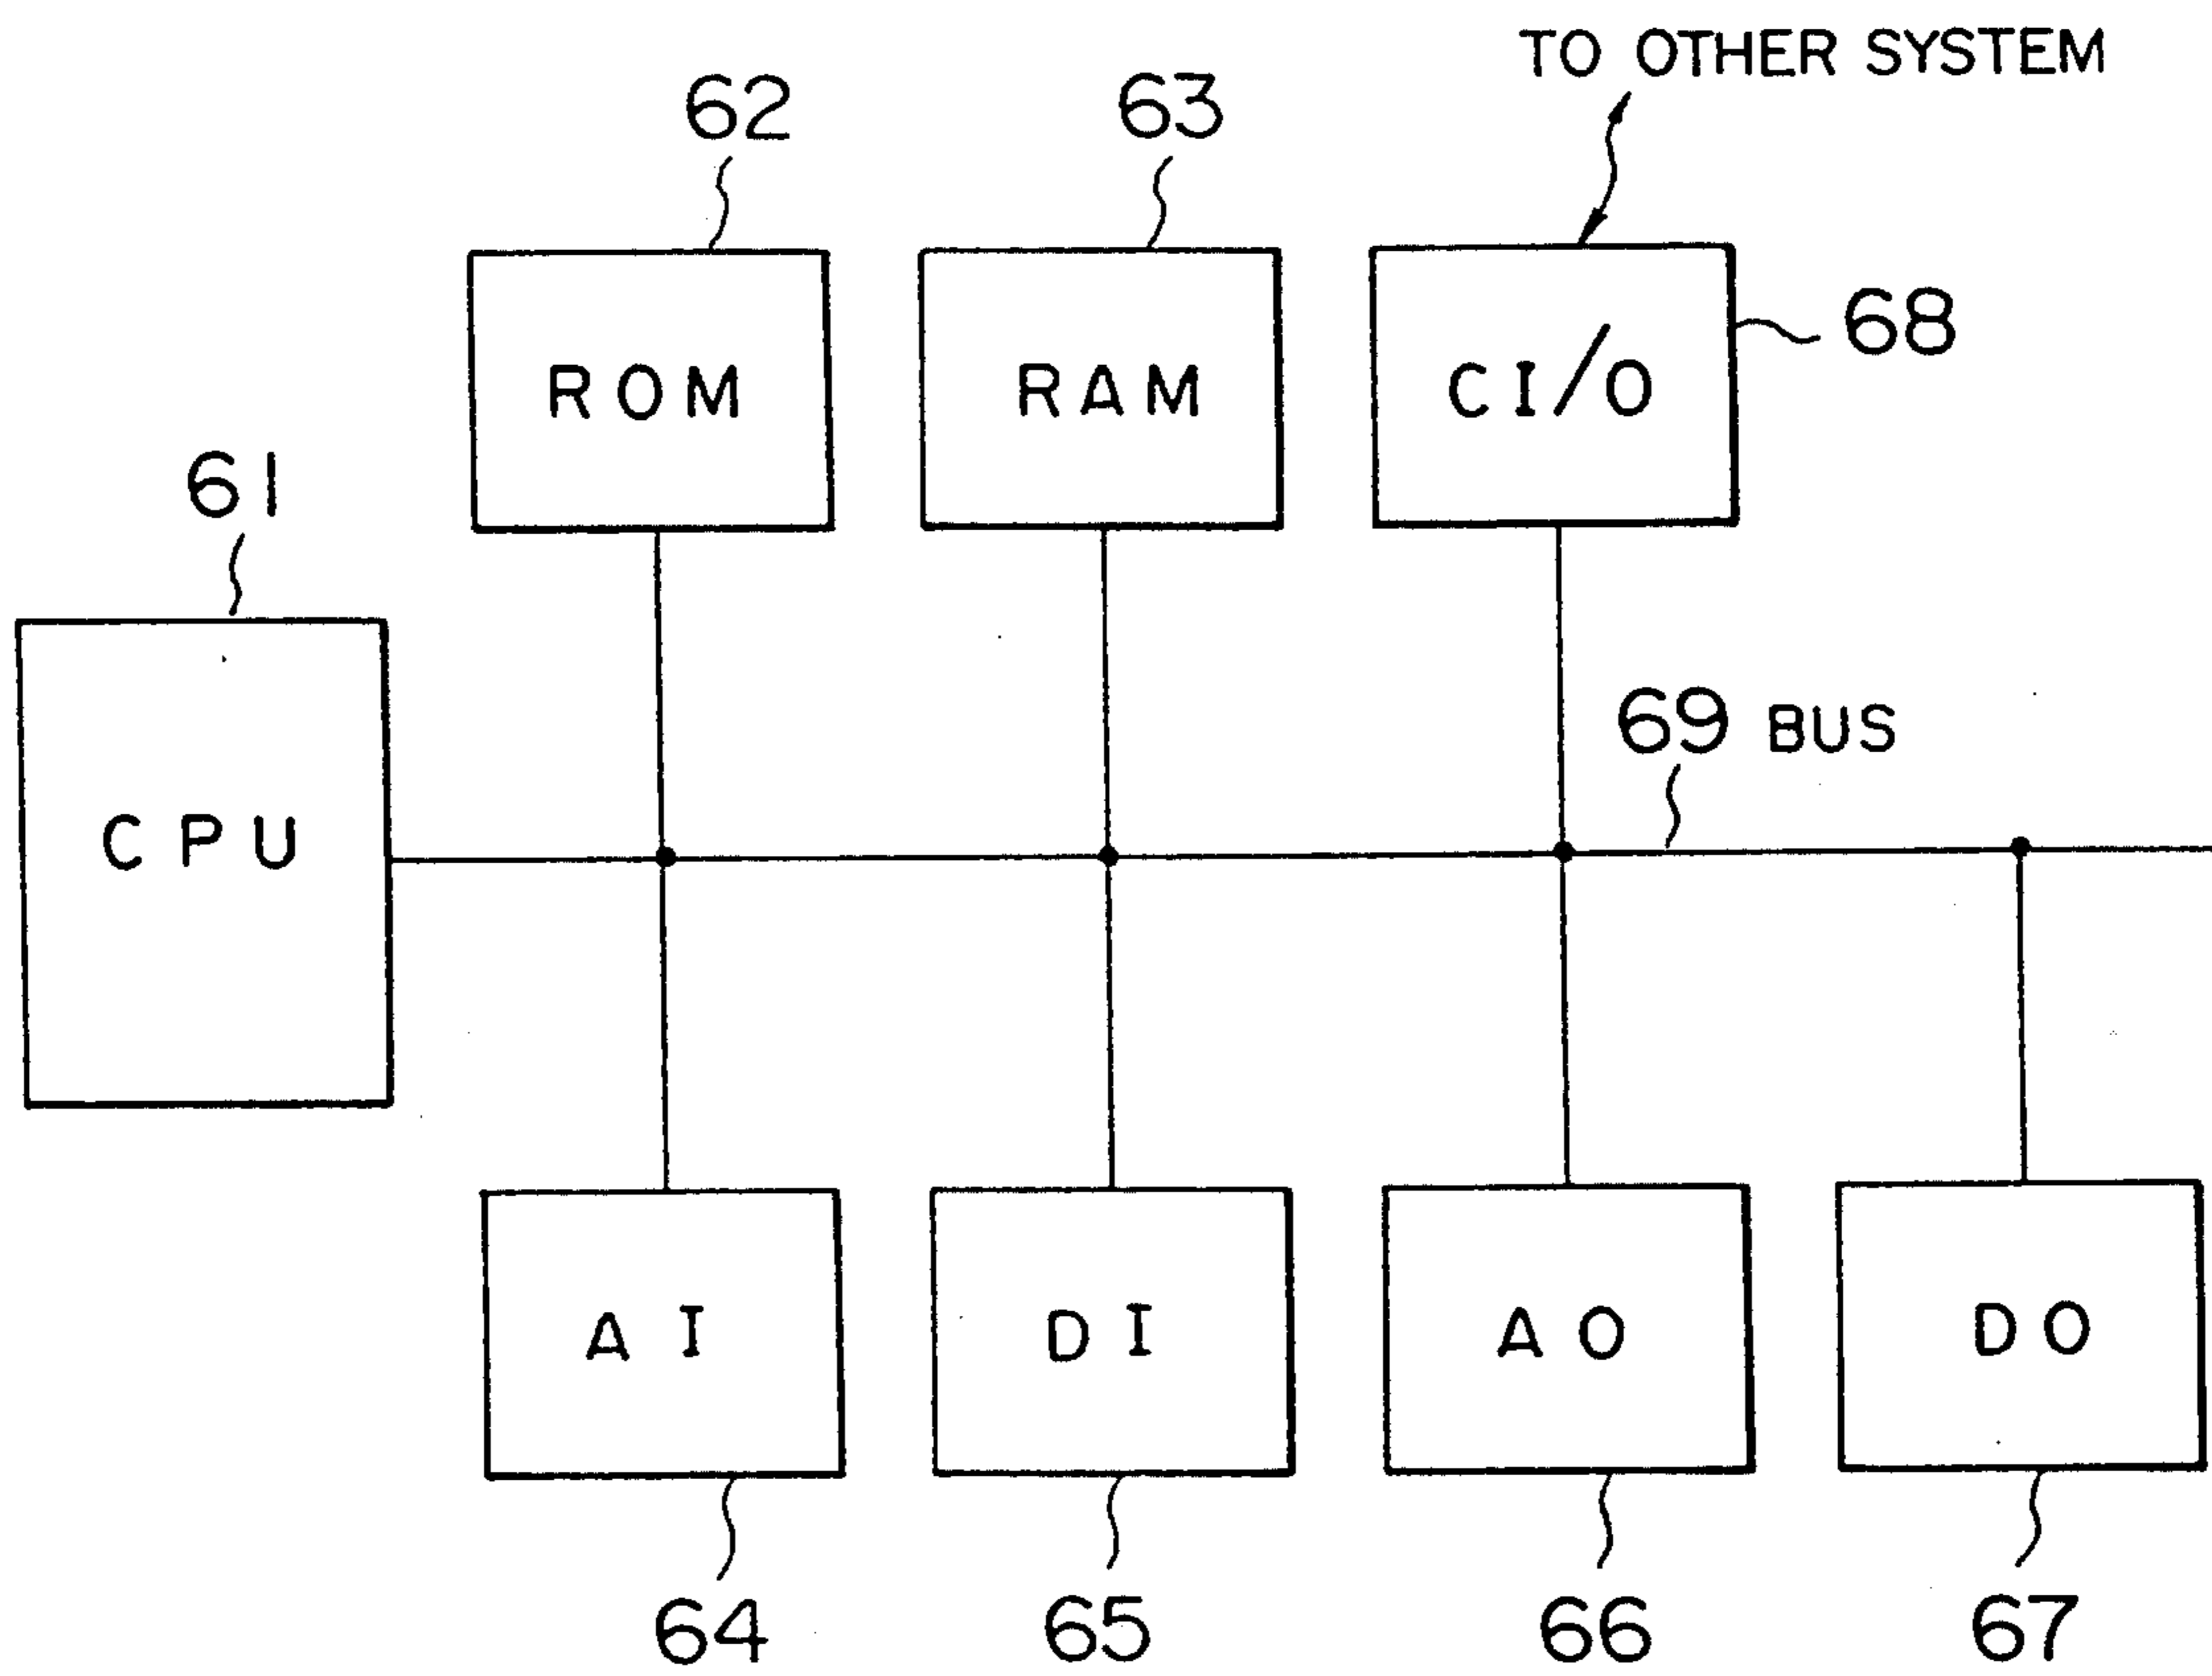 TO OTHER SYSTEM
62
63
ROM
RAM
CI/O
68
61
CPU
69 BUS
AI
DI
AO
DO
64
65
66
67